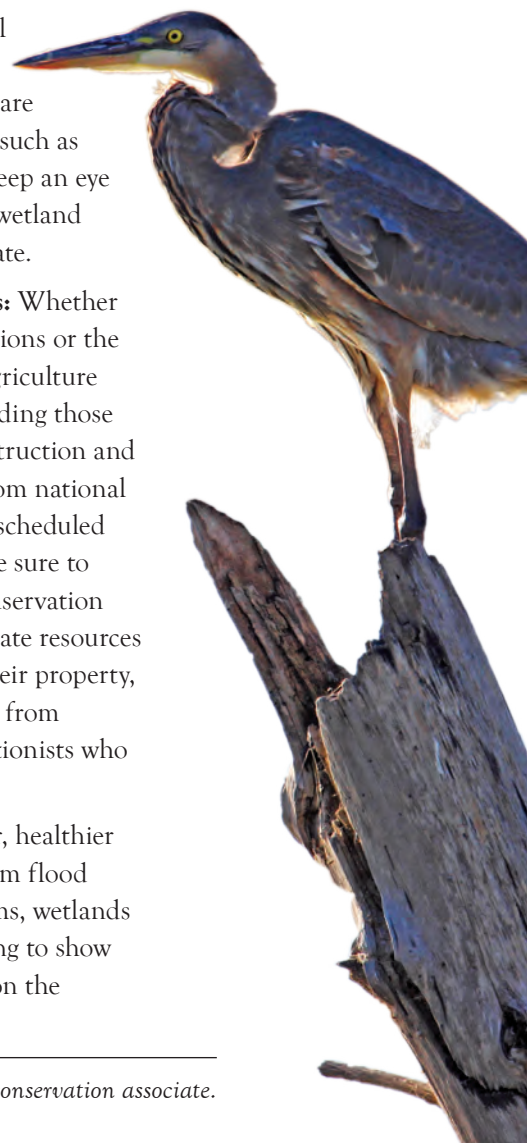 l
are
such as
eep an eye
wetland
ate.
s: Whether
ions or the
griculture
ding those
truction and
om national
scheduled
e sure to
servation
ate resources
eir property,
from
ionists who
r, healthier
m flood
ns, wetlands
ng to show
on the
onservation associate.